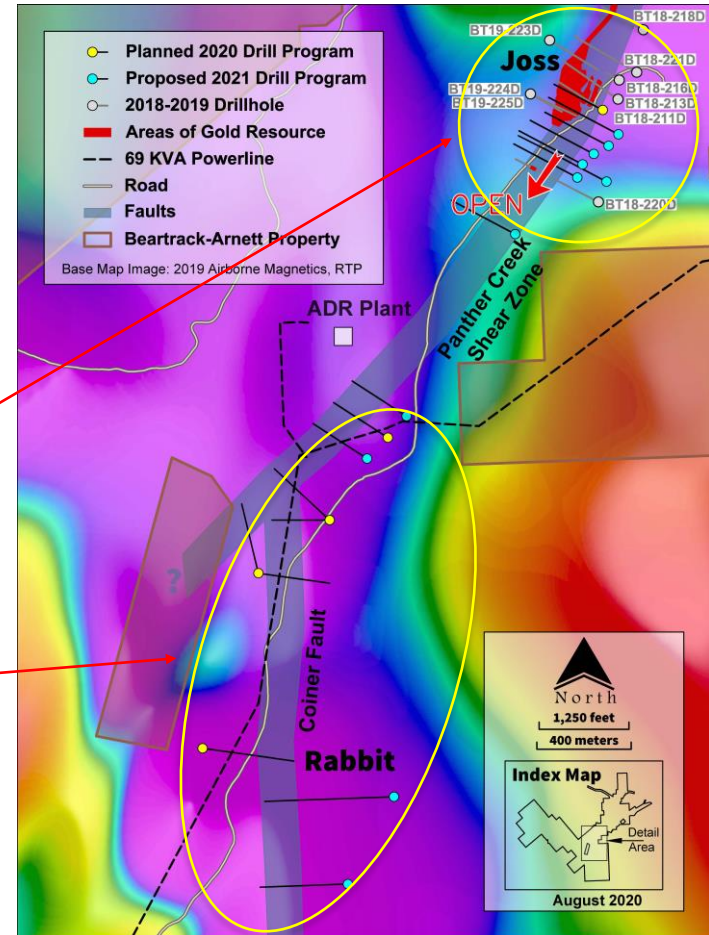 Planned 2020 Drill Program
Proposed 2021 Drill Program
2018-2019 Drillhole
Areas of Gold Resource
69 KVA Powerline
Road
Faults
Beartrack-Arnett Property
Base Map Image: 2019 Airborne Magnetics, RTP
BT18-218D
BT19-223D
Joss
BT18-221D
BT18-216D
BT19-224D
BT18-213D
BT19-225D
BT18-211D
OPEN
BT18-220D
Panther Creek
Shear Zone
ADR Plant
?
Coiner Fault
Rabbit
North
1,250 feet
400 meters
Index Map
Detail
Area
August 2020